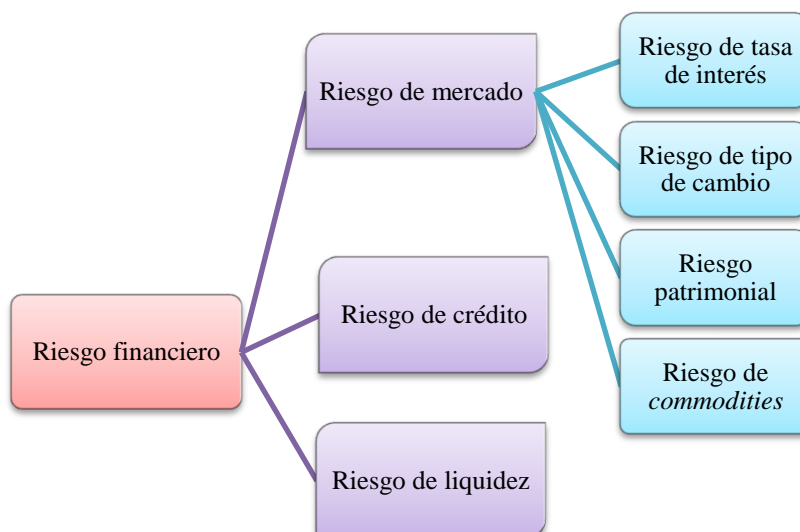 Riesgo financiero
Riesgo de mercado
Riesgo de crédito
Riesgo de liquidez
Riesgo de tasa
de interés
Riesgo de tipo
de cambio
Riesgo
patrimonial
Riesgo de
commodities